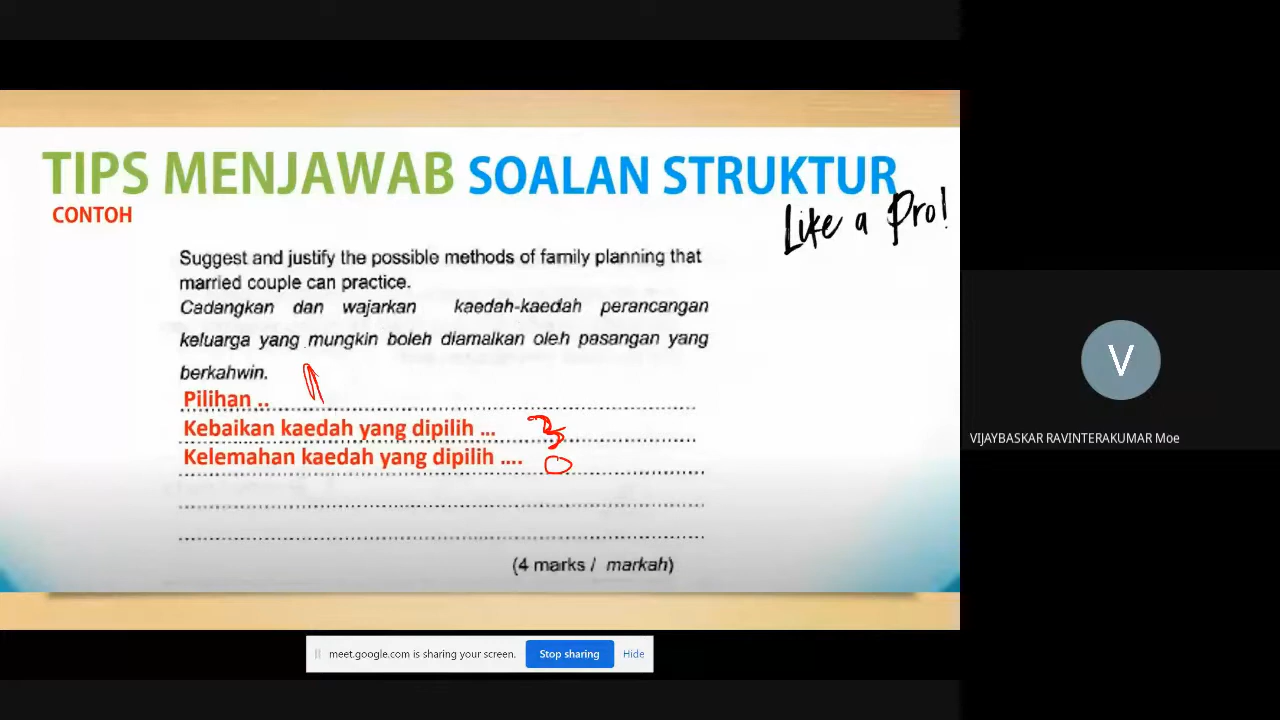 TIPS MENJAWAB SOALAN STRUKTUR
CONTOH
Like a Pro!
Suggest and justify the possible methods of family planning that
married couple can practice.
Cadangkan dan wajarkan kaedah-kaedah perancangan
keluarga yang mungkin boleh diamalkan oleh pasangan yang
berkahwin.
Pilihan ..
Kebaikan kaedah yang dipilih ... 3
Kelemahan kaedah yang dipilih .... 0
(4 marks / markah)
V
VIJAYBASKAR RAVINTERAKUMAR Moe
meet.google.com is sharing your screen. Stop sharing Hide